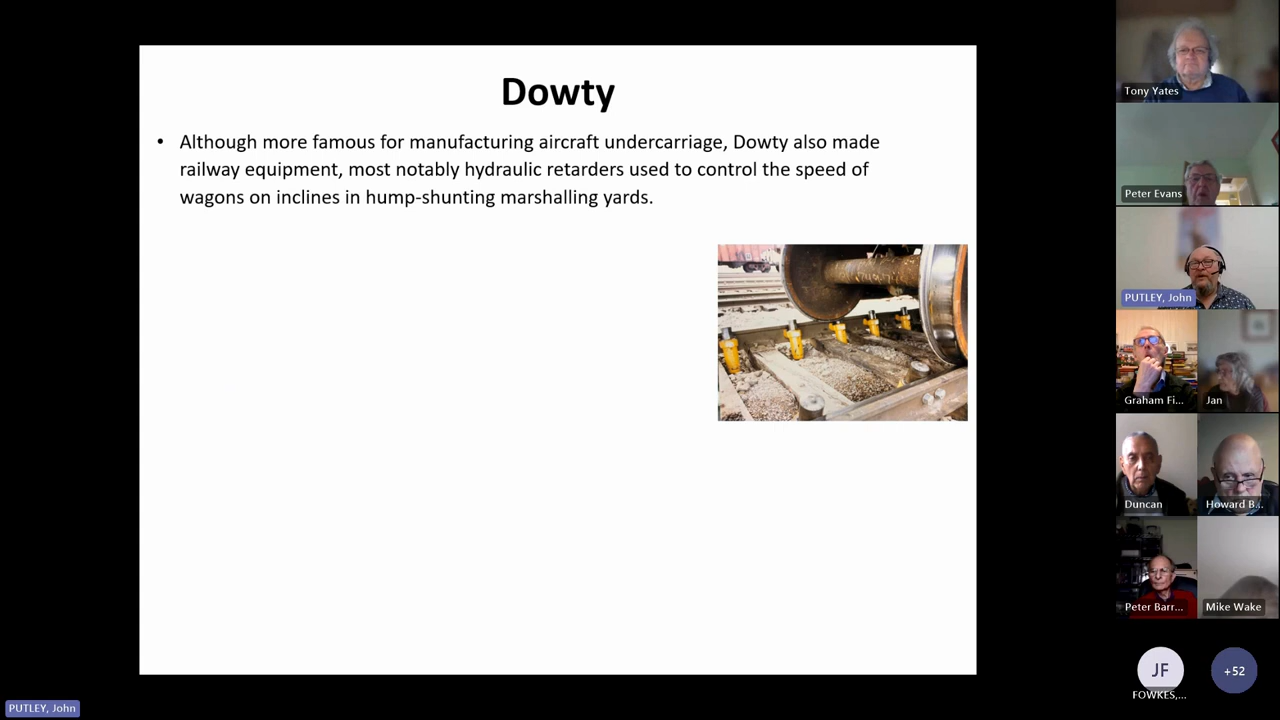 Dowty
• Although more famous for manufacturing aircraft undercarriage, Dowty also made
railway equipment, most notably hydraulic retarders used to control the speed of
wagons on inclines in hump-shunting marshalling yards.
Tony Yates
Peter Evans
PUTLEY, John
Graham Fi...
Jan
Duncan
Howard B...
Peter Barr...
Mike Wake
JF
FOWKES,...
+52
PUTLEY, John